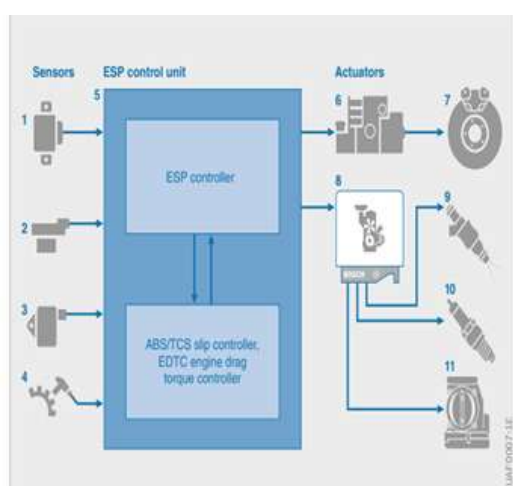 Sensors ESP control unit Actuators
5 6 7
1
ESP controller
8 9
2
BOSCH
10
3
ABS/TCS slip controller,
EDTC engine drag
torque controller
11
4
UAF0007-1E